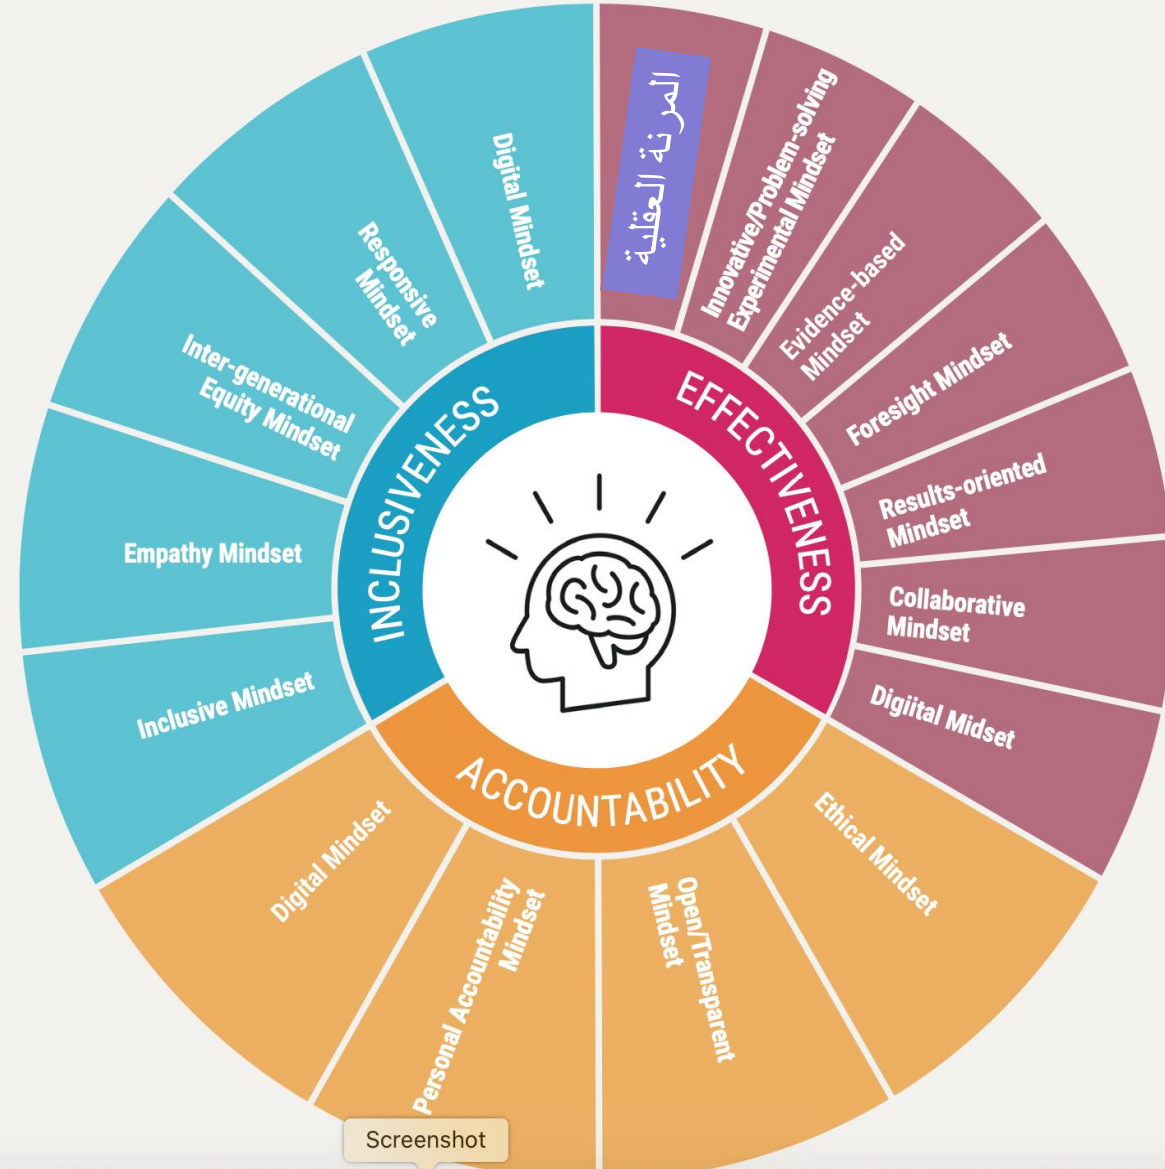 المرنة العقلية
Innovative/Problem-solving
Experimental Mindset
Evidence-based
Mindset
Foresight Mindset
Results-oriented
Mindset
Collaborative
Mindset
Digiital Midset
EFFECTIVENESS
Ethical Mindset
Open/Transparent
Mindset
Personal Accountability
Mindset
Digital Mindset
ACCOUNTABILITY
Inclusive Mindset
Empathy Mindset
Inter-generational
Equity Mindset
Responsive
Mindset
Digital Mindset
INCLUSIVENESS
Screenshot